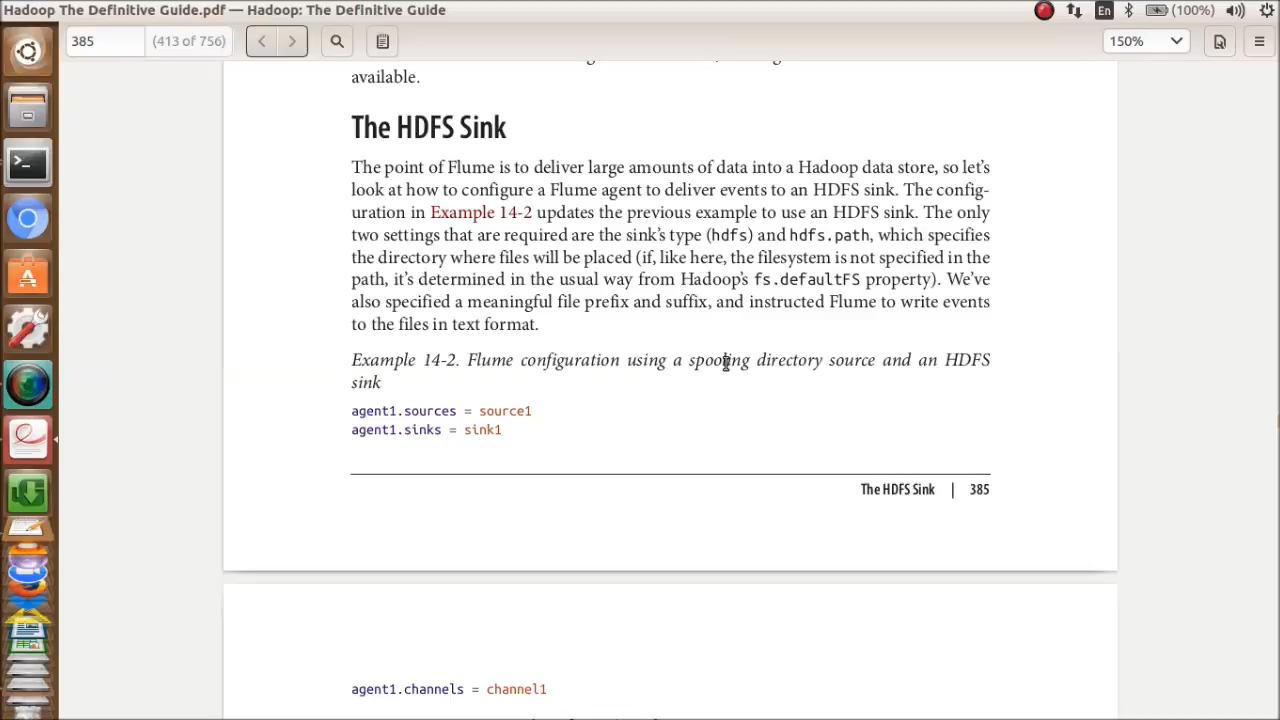 Hadoop The Definitive Guide.pdf — Hadoop: The Definitive Guide
En
(100%)
385
(413 of 756)
150%
available.
The HDFS Sink
The point of Flume is to deliver large amounts of data into a Hadoop data store, so let's
look at how to configure a Flume agent to deliver events to an HDFS sink. The config-
uration in Example 14-2 updates the previous example to use an HDFS sink. The only
two settings that are required are the sink's type (hdfs) and hdfs.path, which specifies
the directory where files will be placed (if, like here, the filesystem is not specified in the
path, it's determined in the usual way from Hadoop's fs.defaultFS property). We've
also specified a meaningful file prefix and suffix, and instructed Flume to write events
to the files in text format.
Example 14-2. Flume configuration using a spooling directory source and an HDFS
sink
agent1.sources = source1
agent1.sinks = sink1
The HDFS Sink | 385
agent1.channels = channel1